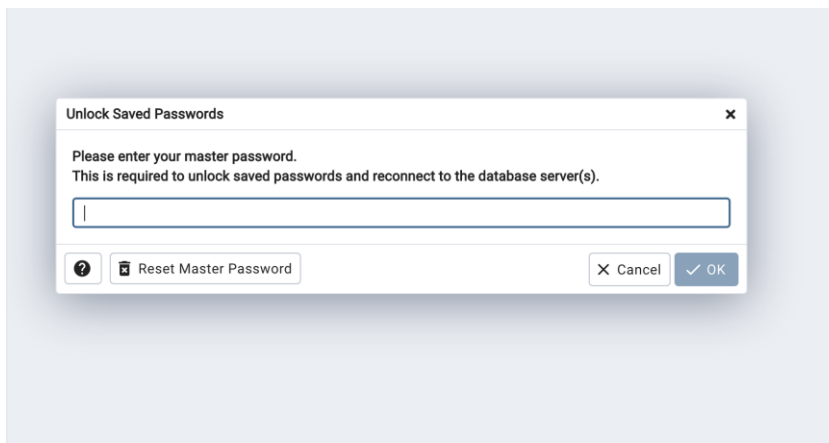 Unlock Saved Passwords
Please enter your master password.
This is required to unlock saved passwords and reconnect to the database server(s).
Reset Master Password
Cancel
OK